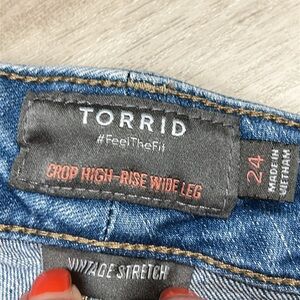 TORRID
#FeelTheFit
CROP HIGH-RISE WIDE LEG
24
MADE IN
VIETNAM
VINTAGE STRETCH